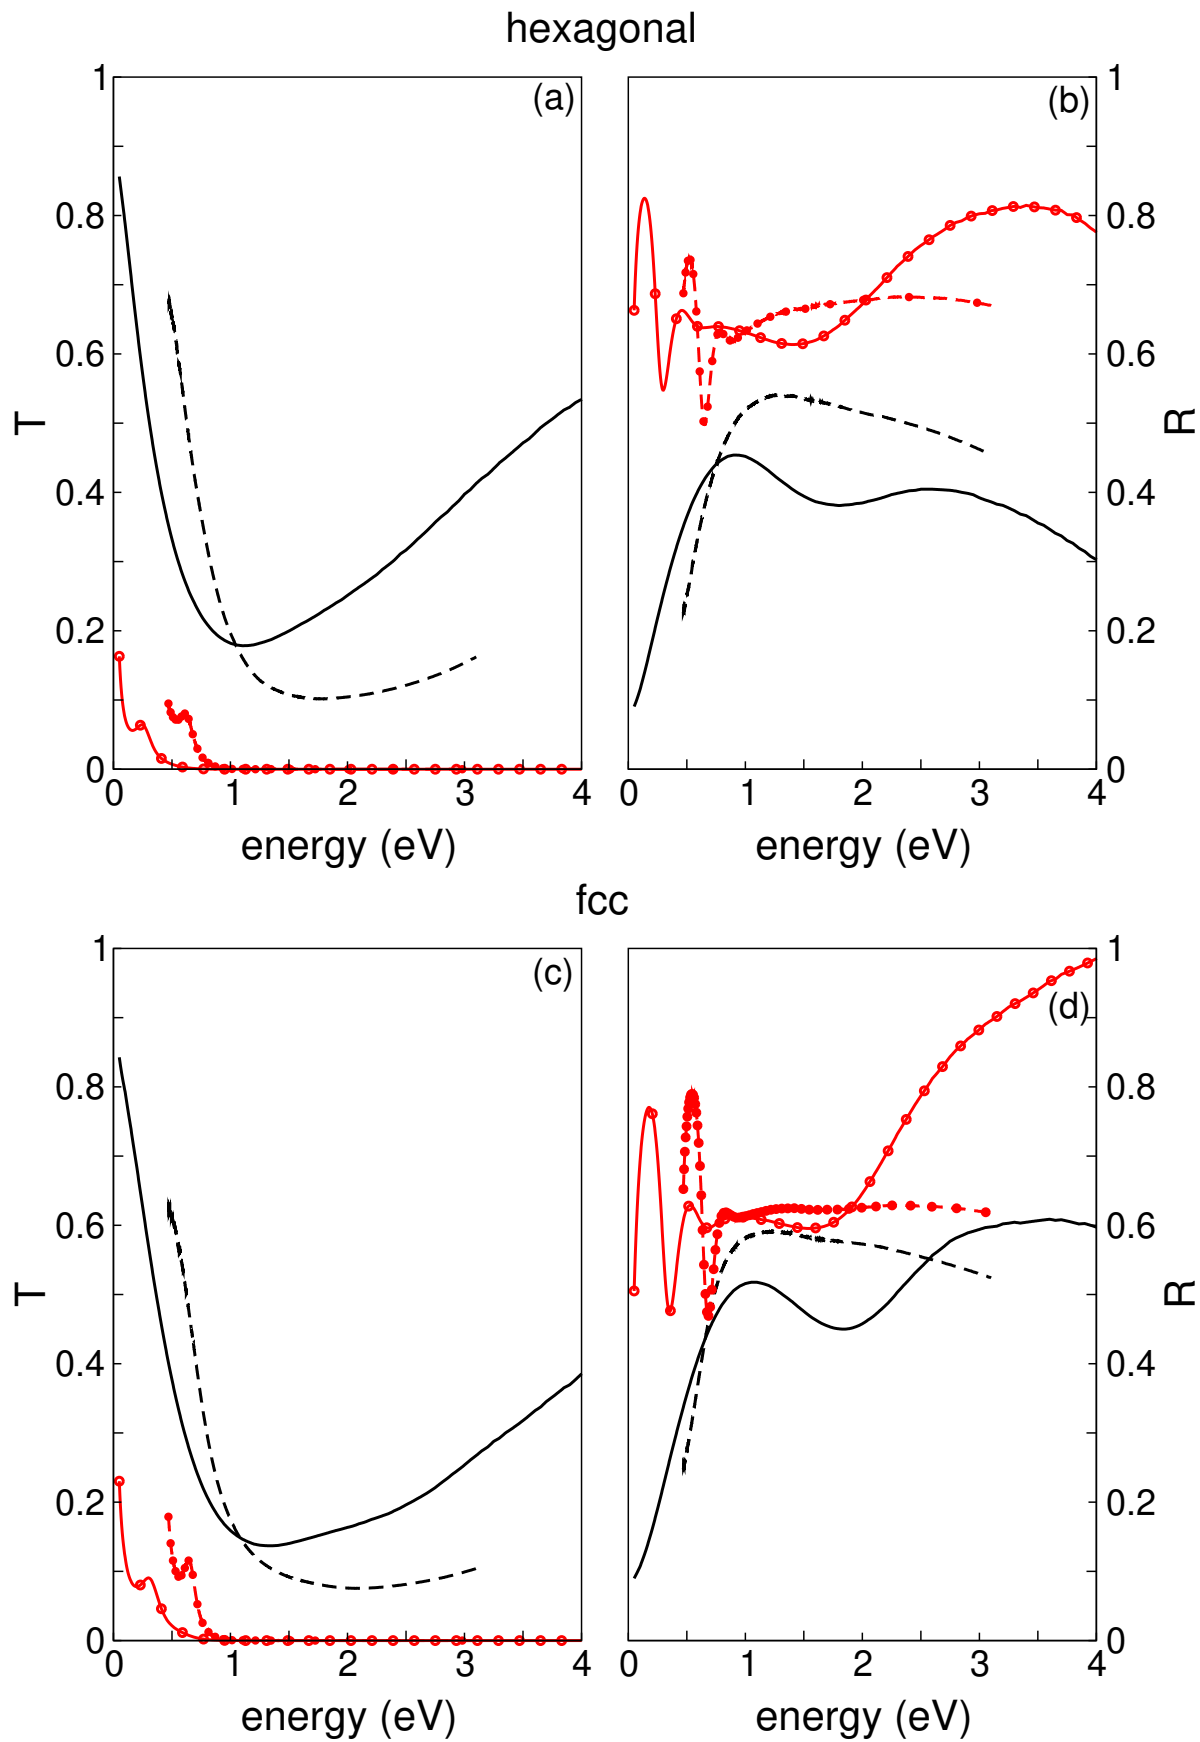 hexagonal
1 (a) (b) 1
0.8 0.8
0.6 0.6
T R
0.4 0.4
0.2 0.2
0 0
0 1 2 3 4 0 1 2 3 4
energy (eV) energy (eV)
fcc
1 (c) 1
(d)
0.8 0.8
0.6 0.6
T R
0.4 0.4
0.2 0.2
0 0
0 1 2 3 4 0 1 2 3 4
energy (eV) energy (eV)